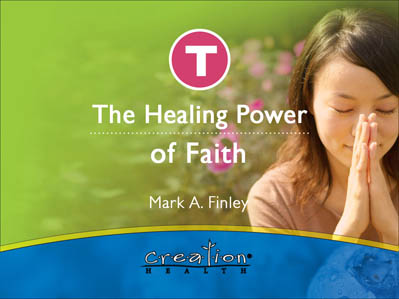 T
The Healing Power
of Faith
Mark A. Finley
creation
HEALTH